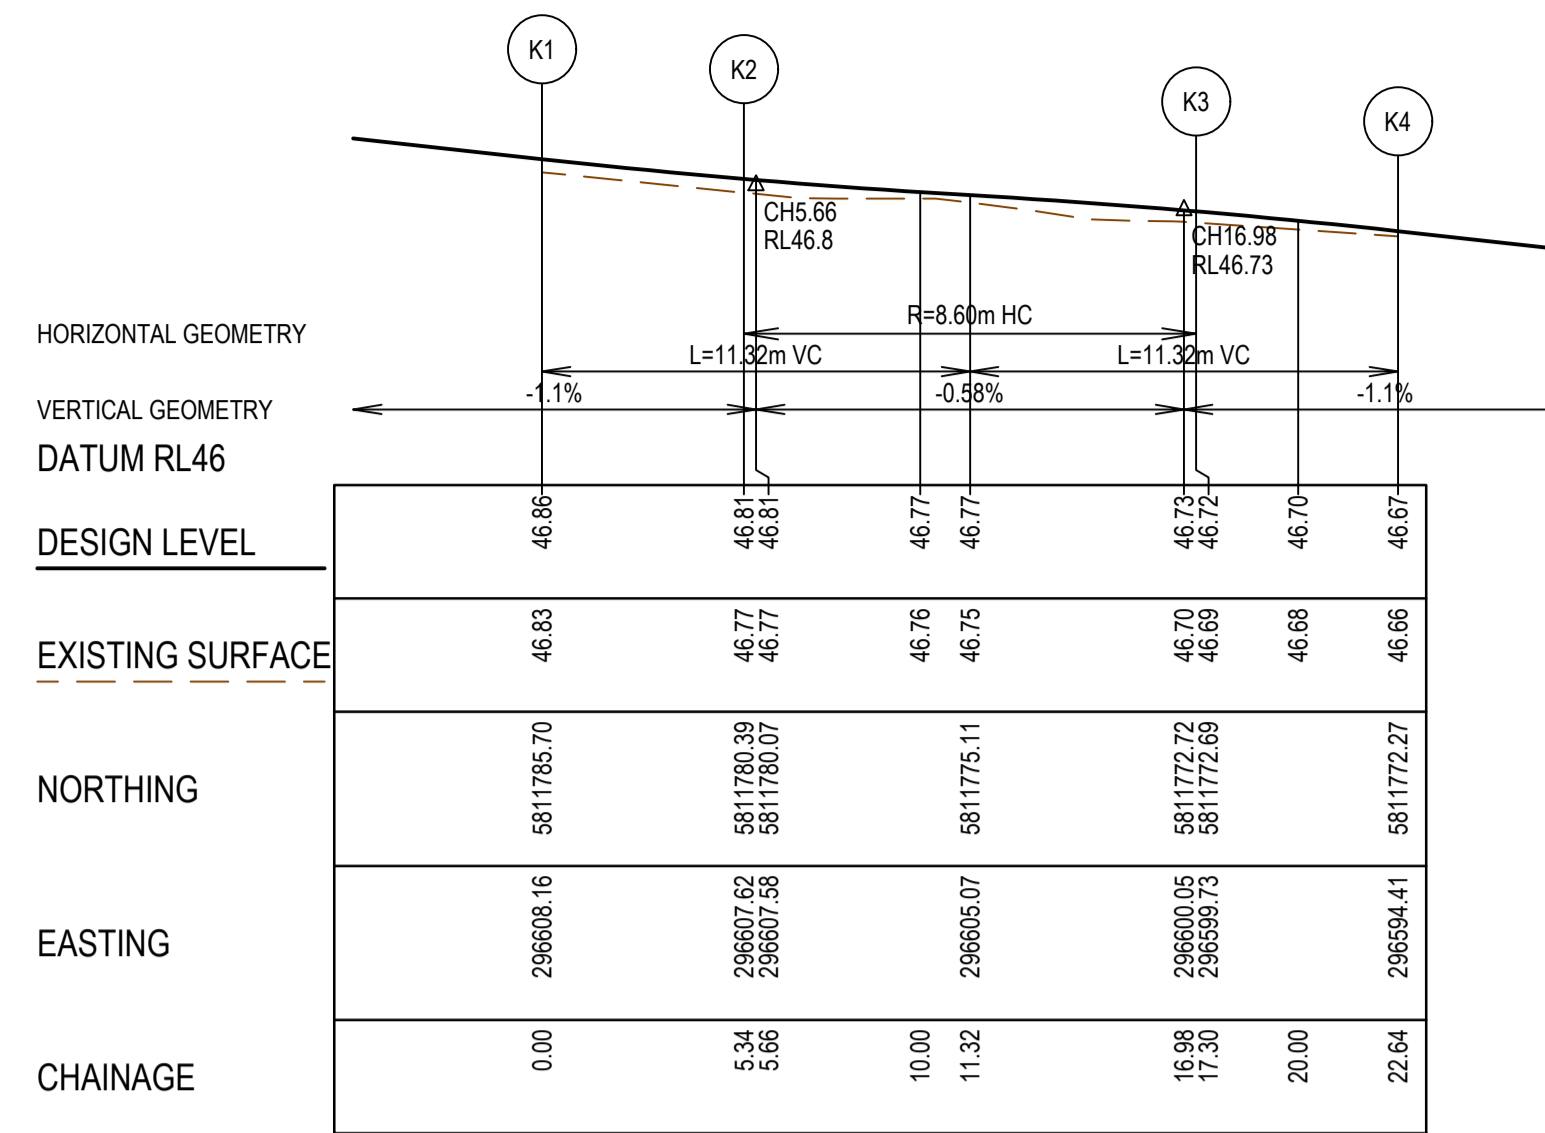 K1
K2
K3
K4
CH5.66
RL46.8
CH16.98
RL46.73
R=8.60m HC
HORIZONTAL GEOMETRY
L=11.32m VC
L=11.32m VC
-1.1%
-0.58%
-1.1%
VERTICAL GEOMETRY
DATUM RL46
DESIGN LEVEL
46.86
46.81
46.81
46.77
46.77
46.73
46.72
46.70
46.67
EXISTING SURFACE
46.83
46.77
46.77
46.76
46.75
46.70
46.69
46.68
46.66
NORTHING
5811785.70
5811780.39
5811780.07
5811775.11
5811772.72
5811772.69
5811772.27
EASTING
296608.16
296607.62
296607.58
296605.07
296600.05
296599.73
296594.41
CHAINAGE
0.00
5.34
5.66
10.00
11.32
16.98
17.30
20.00
22.64